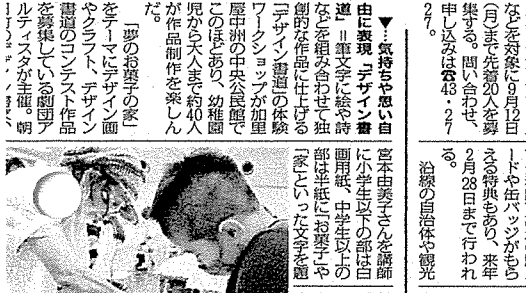 などを対象に9月12日
(月)まで先着20人を募
集する。問い合わせ、
申し込みは☎43・27
27。
▼…気持ちや思い自
由に表現「デザイン書
道」=筆文字に絵や詩
などを組み合わせて独
創的な作品に仕上げる
「デザイン書道」の体験
ワークショップが加里
屋中洲の中央公民館で
このほどあり、幼稚園
児から大人まで約40人
が作品制作を楽しん
だ。
「夢のお菓子の家」
をテーマにデザイン画
やクラフト、デザイン
書道のコンテスト作品
を募集している劇団ア
ルティスタが主催。朝
宮本由美子さんを講師
に小学生以下の部は白
画用紙、中学生以上の
部は半紙に「お菓子」や
「家」といった文字を題
ードや缶バッジがもら
える特典もあり、来年
2月28日まで行われ
る。
沿線の自治体や観光